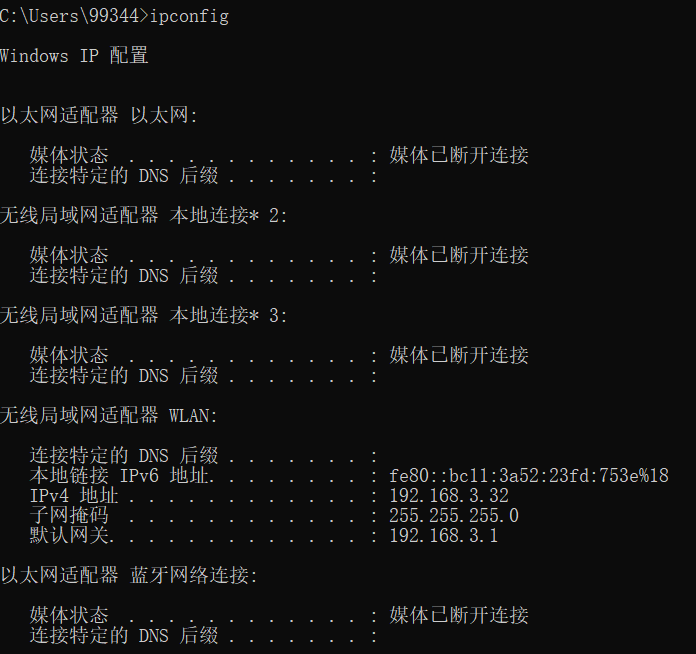 C:\Users\99344>ipconfig
Windows IP 配置
以太网适配器 以太网:
媒体状态 . . . . . . . . . . . . : 媒体已断开连接
连接特定的 DNS 后缀 . . . . . . . :
无线局域网适配器 本地连接* 2:
媒体状态 . . . . . . . . . . . . : 媒体已断开连接
连接特定的 DNS 后缀 . . . . . . . :
无线局域网适配器 本地连接* 3:
媒体状态 . . . . . . . . . . . . : 媒体已断开连接
连接特定的 DNS 后缀 . . . . . . . :
无线局域网适配器 WLAN:
连接特定的 DNS 后缀 . . . . . . . :
本地链接 IPv6 地址. . . . . . . . : fe80::bc11:3a52:23fd:753e%18
IPv4 地址 . . . . . . . . . . . . : 192.168.3.32
子网掩码 . . . . . . . . . . . . : 255.255.255.0
默认网关. . . . . . . . . . . . . : 192.168.3.1
以太网适配器 蓝牙网络连接:
媒体状态 . . . . . . . . . . . . : 媒体已断开连接
连接特定的 DNS 后缀 . . . . . . . :